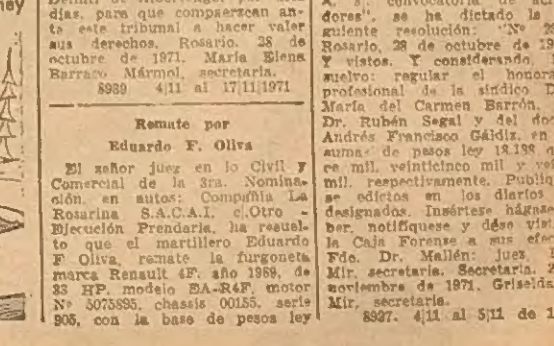 días, para que comparezcan an-
te este tribunal a hacer valer
sus derechos, Rosario, 28 de
octubre de 1971. María Elena
Barraco Mármol, secretaria.
8939 4|11 al 17|11|1971
Remate por
Eduardo F. Oliva
El señor juez en lo Civil y
Comercial de la 3ra. Nomina-
ción, en autos: Compañía La
Rosarina S.A.C.A.I. c.Otro -
Ejecución Prendaria, ha resuel-
to que el martillero Eduardo
F Oliva, remate la furgoneta
marca Renault 4F. año 1969, de
33 HP. modelo EA-R4F, motor
Nº 5075895, chassis 00155. serie
905, con la base de pesos ley
dores", se ha dictado la
guiente resolución: "Nº
Rosario, 28 de octubre de
Y vistos. Y considerando,
suelvo: regular el honora
profesional de la síndico
María del Carmen Barrón,
Dr. Rubén Segal y del do
Andrés Francisco Gáldiz, en
sumas de pesos ley 18.188
ce mil, veinticinco mil y
mil, respectivamente. Publiq
se edictos en los diarios
designados. Insértese hágase
ber, notifíquese y dése vist
la Caja Forense a sus efe
Fdo. Dr. Mallén: juez,
Mir, secretaria. Secretaría,
noviembre de 1971. Griselda
Mir, secretaria.
8937. 4|11 al 5|11 de 1